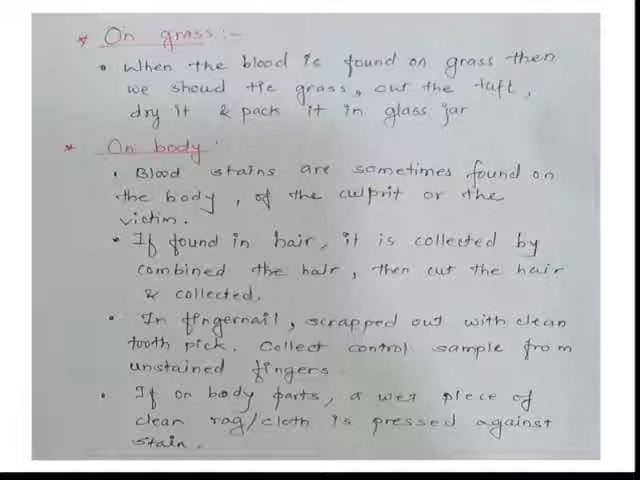 * On grass :-
• When the blood is found on grass then
we shoud tie grass, cut the tuft,
dry it & pack it in glass jar
* On body :
• Blood stains are sometimes found on
the body, of the culprit or the
victim.
• If found in hair, it is collected by
combined the hair, then cut the hair
& collected.
• In fingernail, scrapped out with clean
tooth pick. Collect control sample from
unstained fingers.
• If on body parts, a wet piece of
clean rag/cloth is pressed against
stain.